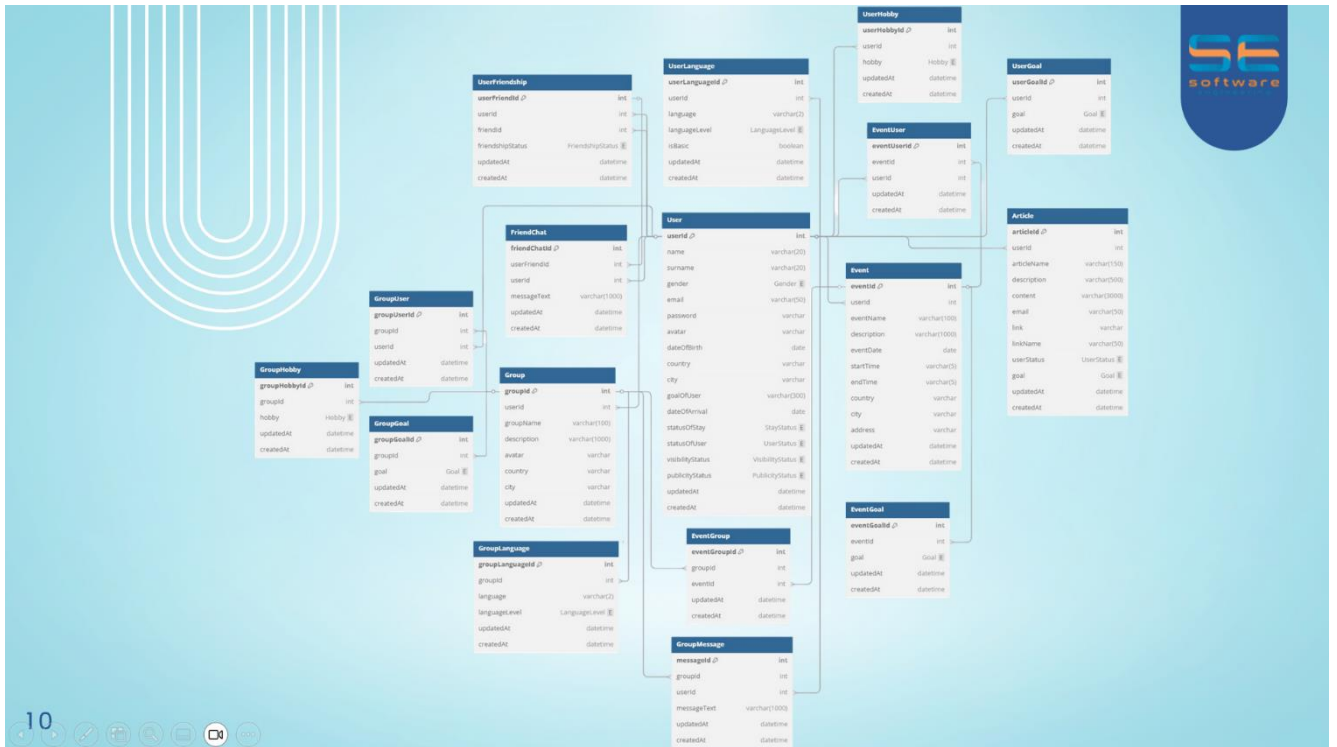 UserHobby
userHobbyId int
userId int
hobby Hobby E
updatedAt datetime
createdAt datetime
SE
software
UserLanguage
userLanguageId int
userId int
language varchar(2)
languageLevel LanguageLevel E
isBasic boolean
updatedAt datetime
createdAt datetime
UserGoal
userGoalId int
userId int
goal Goal E
updatedAt datetime
createdAt datetime
UserFriendship
userFriendId int
userId int
friendId int
friendshipStatus FriendshipStatus E
updatedAt datetime
createdAt datetime
EventUser
eventUserId int
eventId int
userId int
updatedAt datetime
createdAt datetime
User
userId int
name varchar(20)
surname varchar(20)
gender Gender E
email varchar(50)
password varchar
avatar varchar
dateOfBirth date
country varchar
city varchar
goalOfUser varchar(300)
dateOfArrival date
statusOfStay StayStatus E
statusOfUser UserStatus E
visibilityStatus VisibilityStatus E
publicityStatus PublicityStatus E
updatedAt datetime
createdAt datetime
Article
articleId int
userId int
articleName varchar(150)
description varchar(500)
content varchar(3000)
email varchar(50)
link varchar
linkName varchar(50)
userStatus UserStatus E
goal Goal E
updatedAt datetime
createdAt datetime
FriendChat
friendChatId int
userFriendId int
userId int
messageText varchar(1000)
updatedAt datetime
createdAt datetime
Event
eventId int
userId int
eventName varchar(100)
description varchar(1000)
eventDate date
startTime varchar(5)
endTime varchar(5)
country varchar
city varchar
address varchar
updatedAt datetime
createdAt datetime
GroupUser
groupUserId int
groupId int
userId int
updatedAt datetime
createdAt datetime
GroupHobby
groupHobbyId int
groupId int
hobby Hobby E
updatedAt datetime
createdAt datetime
Group
groupId int
userId int
groupName varchar(100)
description varchar(1000)
avatar varchar
country varchar
city varchar
updatedAt datetime
createdAt datetime
GroupGoal
groupGoalId int
groupId int
goal Goal E
updatedAt datetime
createdAt datetime
EventGoal
eventGoalId int
eventId int
goal Goal E
updatedAt datetime
createdAt datetime
EventGroup
eventGroupId int
groupId int
eventId int
updatedAt datetime
createdAt datetime
GroupLanguage
groupLanguageId int
groupId int
language varchar(2)
languageLevel LanguageLevel E
updatedAt datetime
createdAt datetime
GroupMessage
messageId int
groupId int
userId int
messageText varchar(1000)
updatedAt datetime
createdAt datetime
10